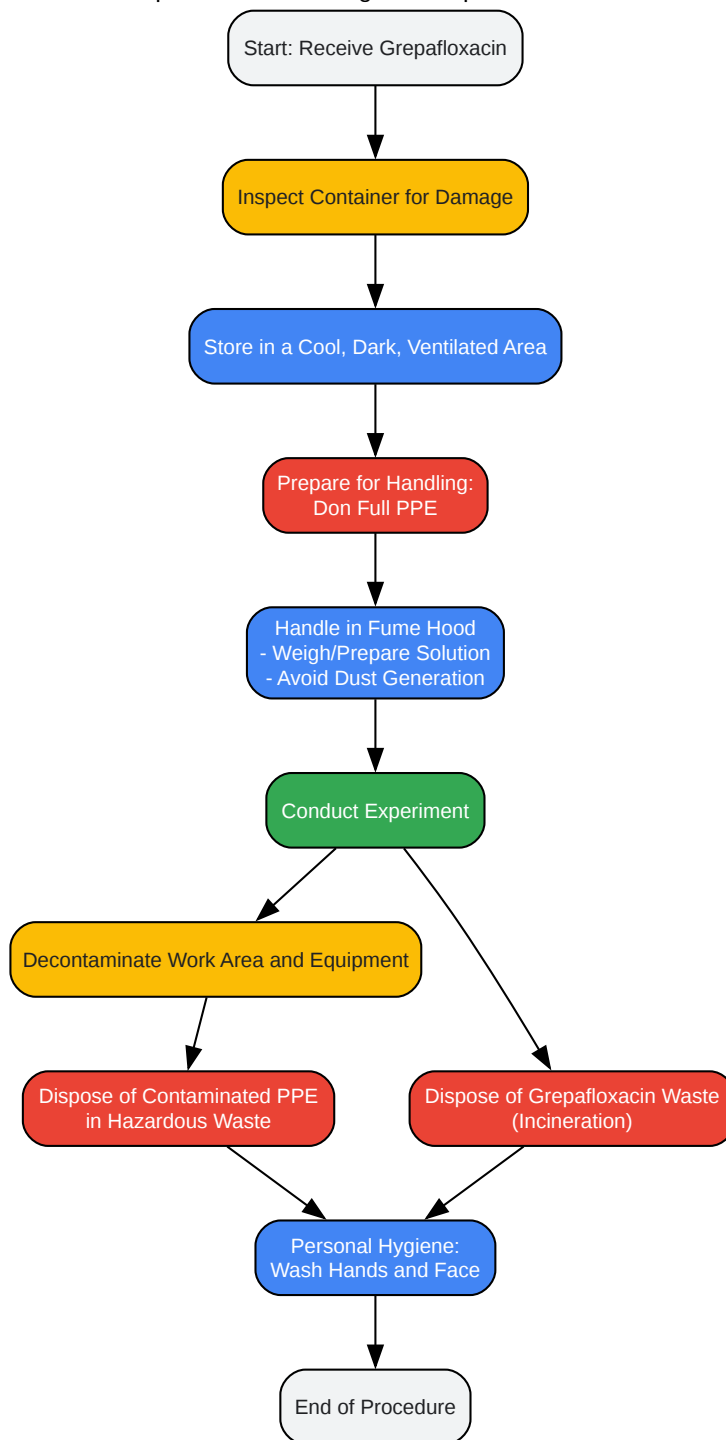 Start: Receive Grepafloxacin
Inspect Container for Damage
Store in a Cool, Dark, Ventilated Area
Prepare for Handling:
Don Full PPE
Handle in Fume Hood
- Weigh/Prepare Solution
- Avoid Dust Generation
Conduct Experiment
Decontaminate Work Area and Equipment
Dispose of Contaminated PPE
in Hazardous Waste
Dispose of Grepafloxacin Waste
(Incineration)
Personal Hygiene:
Wash Hands and Face
End of Procedure